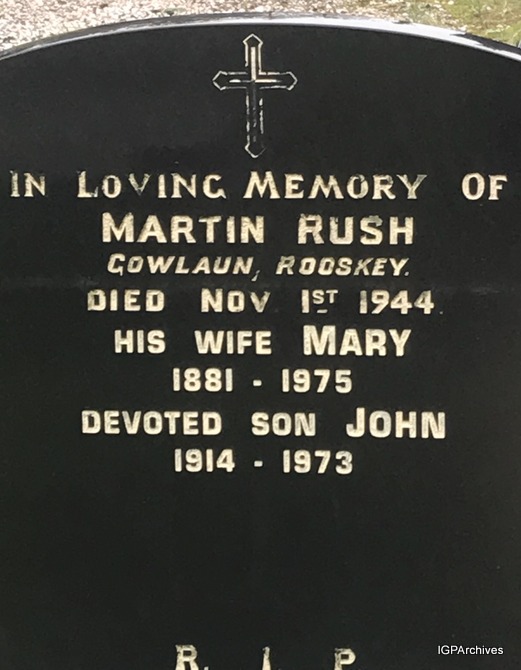 IN LOVING MEMORY OF
MARTIN RUSH
GOWLAUN, ROOSKEY.
DIED NOV 1ST 1944
HIS WIFE MARY
1881 - 1975
DEVOTED SON JOHN
1914 - 1973
R. I P
IGPArchives